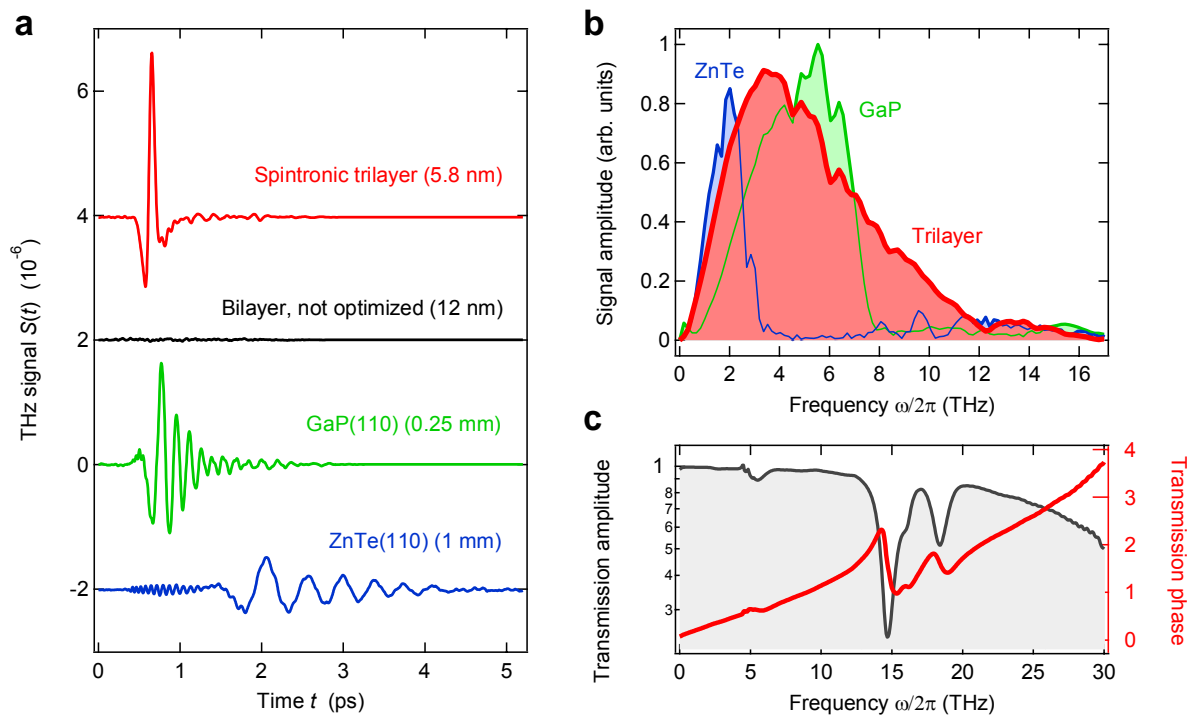 a
THz signal S(t) (10⁻⁶)
6
4
2
0
-2
Spintronic trilayer (5.8 nm)
Bilayer, not optimized (12 nm)
GaP(110) (0.25 mm)
ZnTe(110) (1 mm)
0 1 2 3 4 5
Time t (ps)
b
Signal amplitude (arb. units)
1
0.8
0.6
0.4
0.2
0
ZnTe
GaP
Trilayer
0 2 4 6 8 10 12 14 16
Frequency ω/2π (THz)
c
Transmission amplitude
1
9
8
7
6
5
4
3
Transmission phase
4
3
2
1
0
0 5 10 15 20 25 30
Frequency ω/2π (THz)